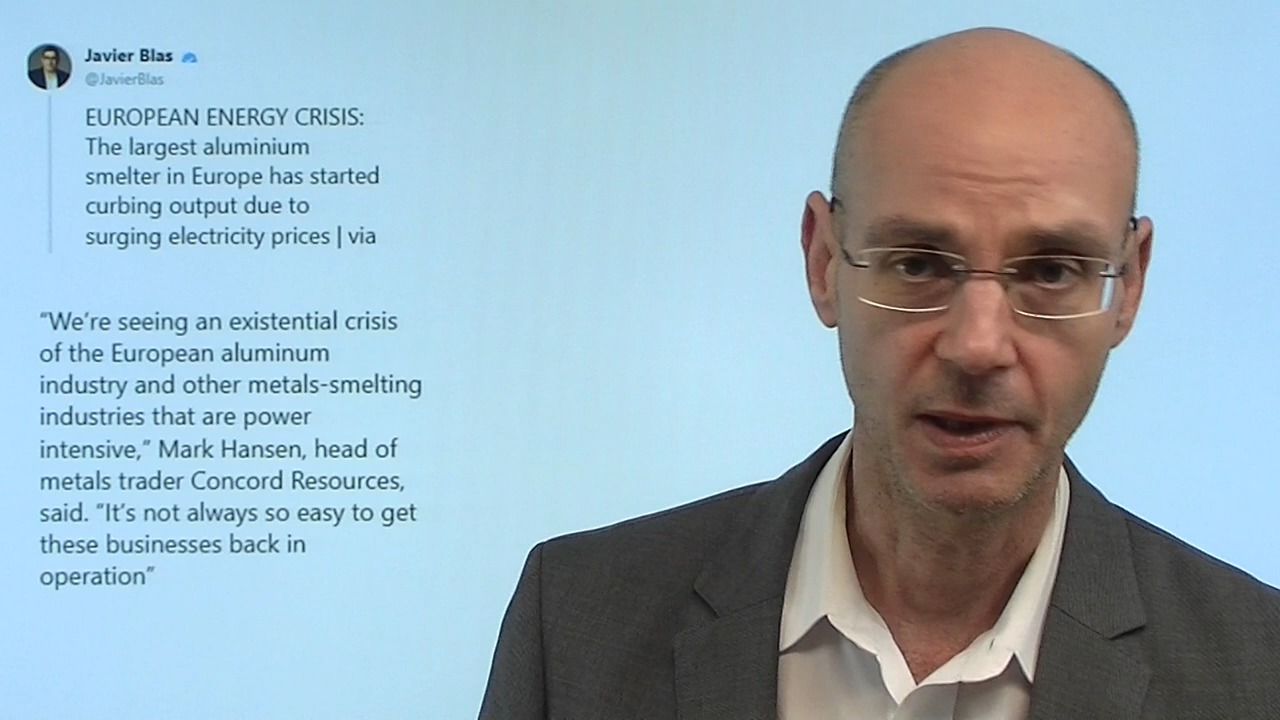 Javier Blas
@JavierBlas
EUROPEAN ENERGY CRISIS:
The largest aluminium
smelter in Europe has started
curbing output due to
surging electricity prices | via
“We’re seeing an existential crisis
of the European aluminum
industry and other metals-smelting
industries that are power
intensive,” Mark Hansen, head of
metals trader Concord Resources,
said. “It’s not always so easy to get
these businesses back in
operation”